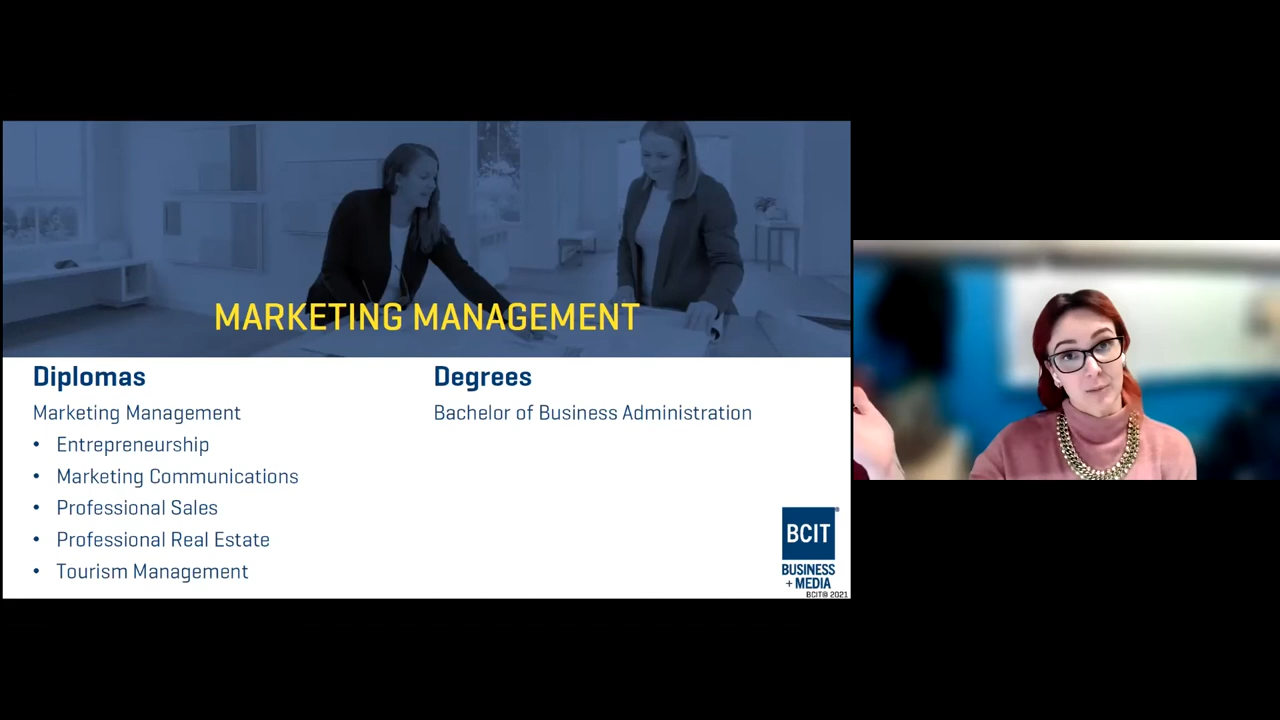 MARKETING MANAGEMENT
Diplomas
Marketing Management
• Entrepreneurship
• Marketing Communications
• Professional Sales
• Professional Real Estate
• Tourism Management
Degrees
Bachelor of Business Administration
BCIT®
BUSINESS
+ MEDIA
BCIT© 2021